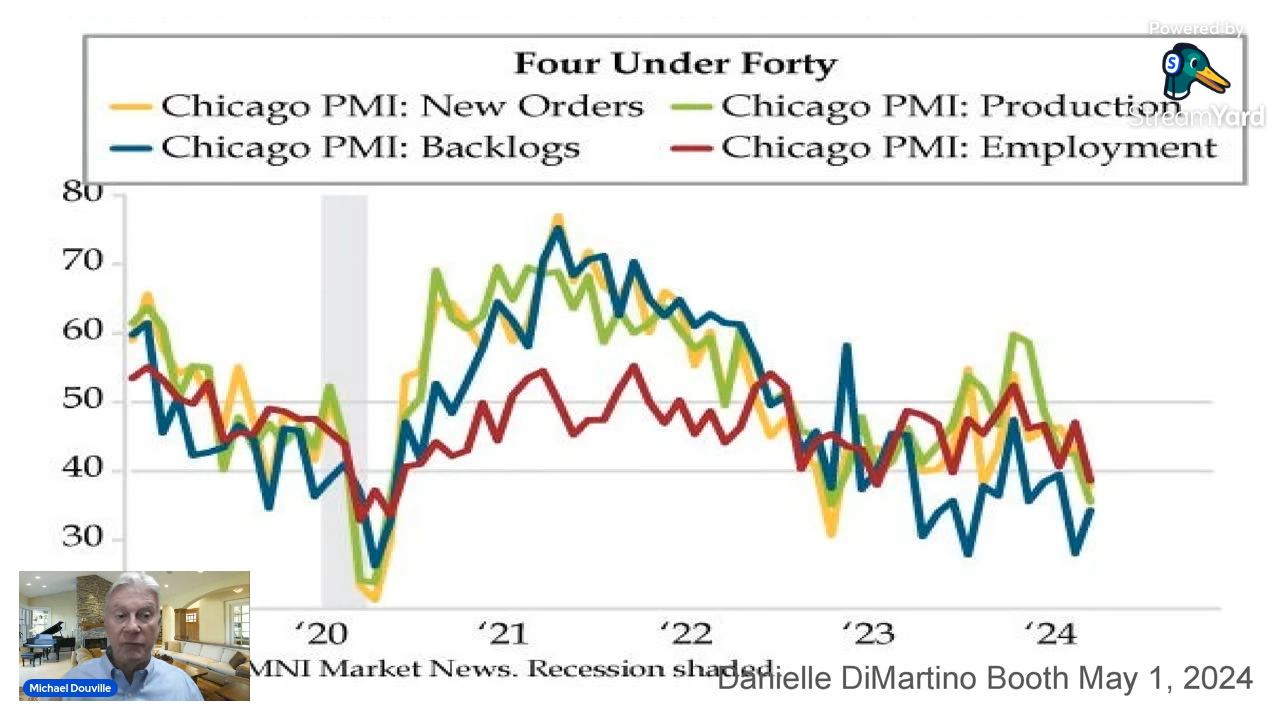 Powered by
StreamYard
S
Four Under Forty
Chicago PMI: New Orders
Chicago PMI: Production
Chicago PMI: Backlogs
Chicago PMI: Employment
80
70
60
50
40
30
‘20 ‘21 ‘22 ‘23 ‘24
MNI Market News. Recession shaded.
Danielle DiMartino Booth May 1, 2024
Michael Douville